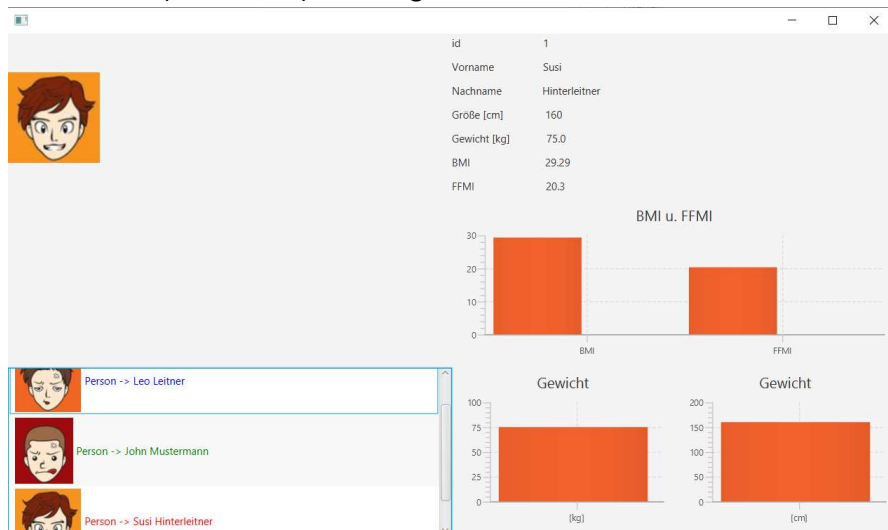 id 1
Vorname Susi
Nachname Hinterleitner
Größe [cm] 160
Gewicht [kg] 75.0
BMI 29.29
FFMI 20.3
BMI u. FFMI
30
20
10
0
BMI FFMI
Person -> Leo Leitner
Person -> John Mustermann
Person -> Susi Hinterleitner
Gewicht
100
75
50
25
0
[kg]
Gewicht
200
150
100
50
0
[cm]